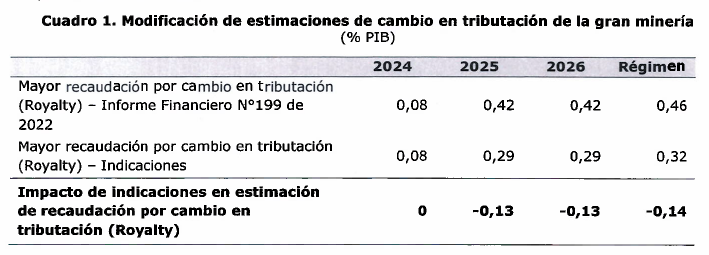 Cuadro 1. Modificación de estimaciones de cambio en tributación de la gran minería
(% PIB)
2024 2025 2026 Régimen
Mayor recaudación por cambio en tributación
(Royalty) – Informe Financiero N°199 de 0,08 0,42 0,42 0,46
2022
Mayor recaudación por cambio en tributación
(Royalty) – Indicaciones 0,08 0,29 0,29 0,32
Impacto de indicaciones en estimación
de recaudación por cambio en 0 -0,13 -0,13 -0,14
tributación (Royalty)